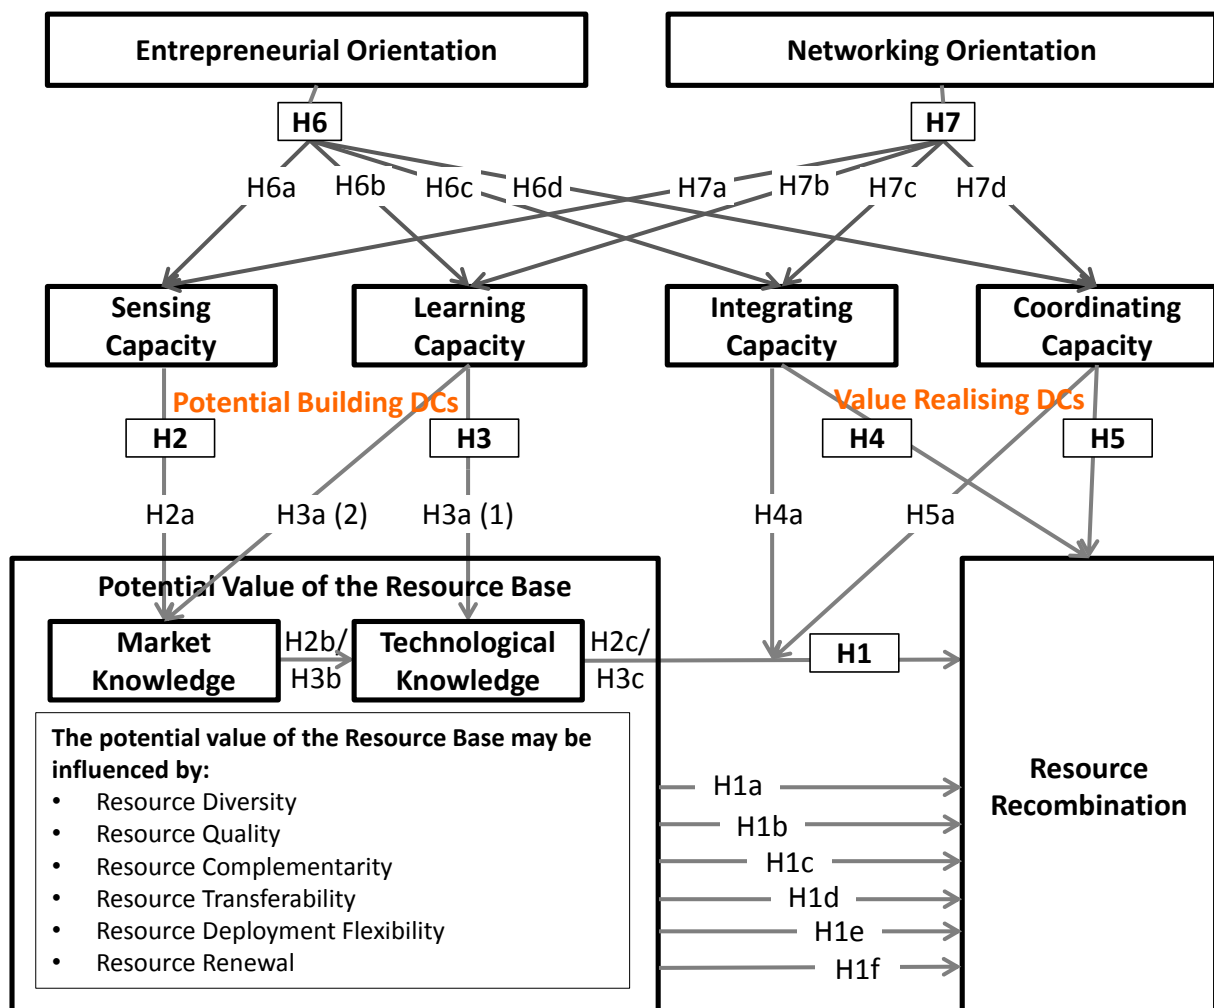 Entrepreneurial Orientation
Networking Orientation
H6
H7
H6a
H6b
H6c
H6d
H7a
H7b
H7c
H7d
Sensing
Capacity
Learning
Capacity
Integrating
Capacity
Coordinating
Capacity
Potential Building DCs
Value Realising DCs
H2
H3
H4
H5
H2a
H3a (2)
H3a (1)
H4a
H5a
Potential Value of the Resource Base
Market
Knowledge
H2b/
H3b
Technological
Knowledge
H2c/
H3c
H1
The potential value of the Resource Base may be
influenced by:
• Resource Diversity
• Resource Quality
• Resource Complementarity
• Resource Transferability
• Resource Deployment Flexibility
• Resource Renewal
H1a
H1b
H1c
H1d
H1e
H1f
Resource
Recombination